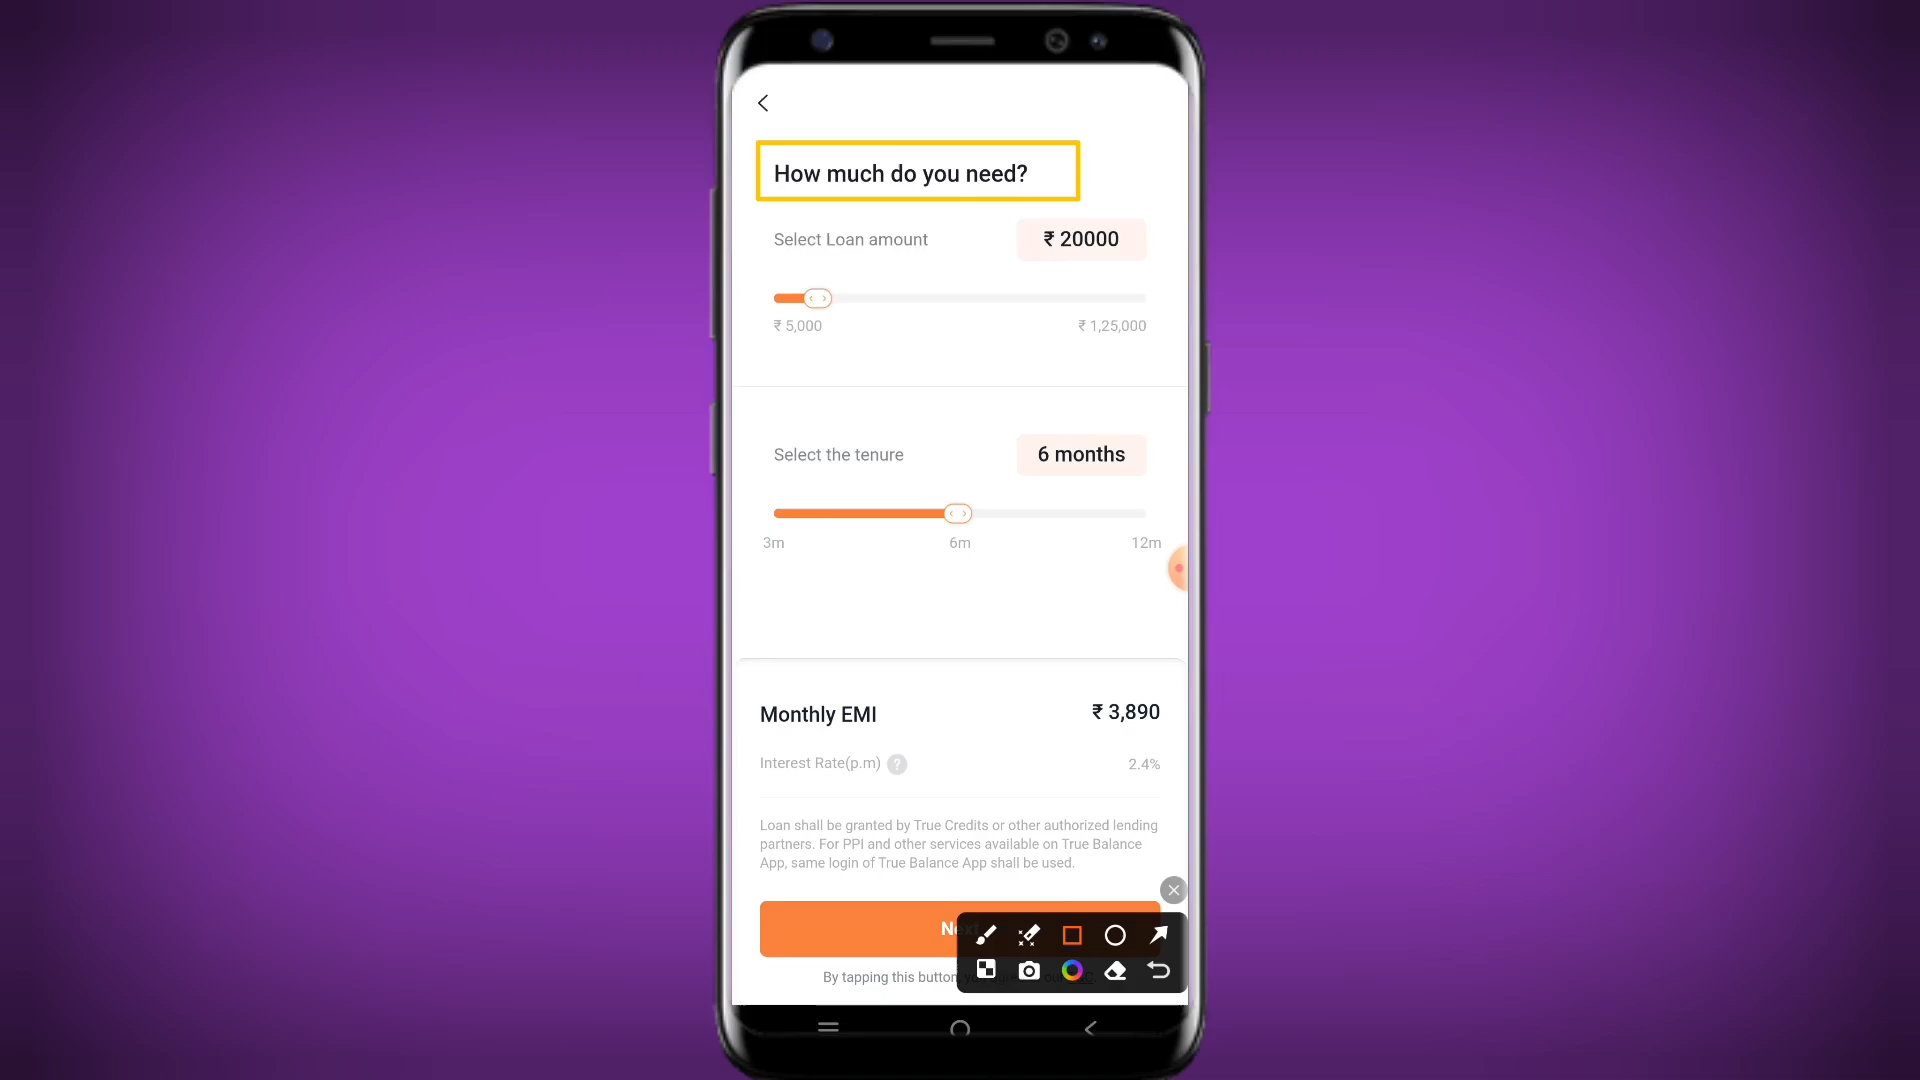 How much do you need?
Select Loan amount
₹ 20000
₹ 5,000
₹ 1,25,000
Select the tenure
6 months
3m
6m
12m
Monthly EMI
₹ 3,890
Interest Rate(p.m) ?
2.4%
Loan shall be granted by True Credits or other authorized lending
partners. For PPI and other services available on True Balance
App, same login of True Balance App shall be used.
Next
By tapping this button